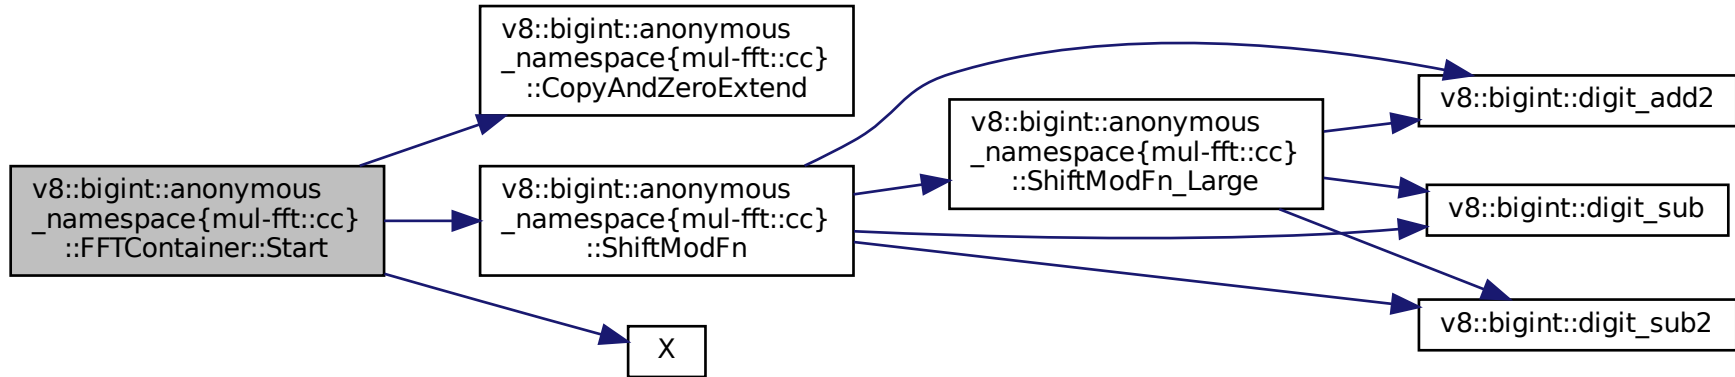 v8::bigint::anonymous
_namespace{mul-fft::cc}
::FFTContainer::Start
v8::bigint::anonymous
_namespace{mul-fft::cc}
::CopyAndZeroExtend
v8::bigint::anonymous
_namespace{mul-fft::cc}
::ShiftModFn
X
v8::bigint::anonymous
_namespace{mul-fft::cc}
::ShiftModFn_Large
v8::bigint::digit_add2
v8::bigint::digit_sub
v8::bigint::digit_sub2